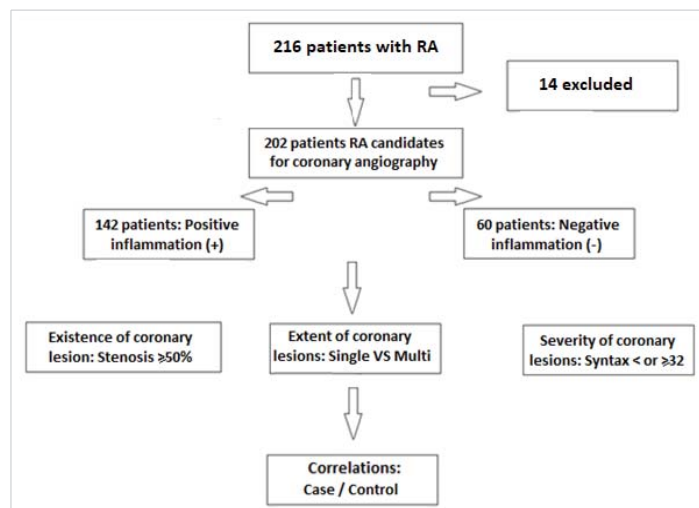 216 patients with RA
14 excluded
202 patients RA candidates
for coronary angiography
142 patients: Positive
inflammation (+)
60 patients: Negative
inflammation (-)
Existence of coronary
lesion: Stenosis ≥50%
Extent of coronary
lesions: Single VS Multi
Severity of coronary
lesions: Syntax < or ≥32
Correlations:
Case / Control